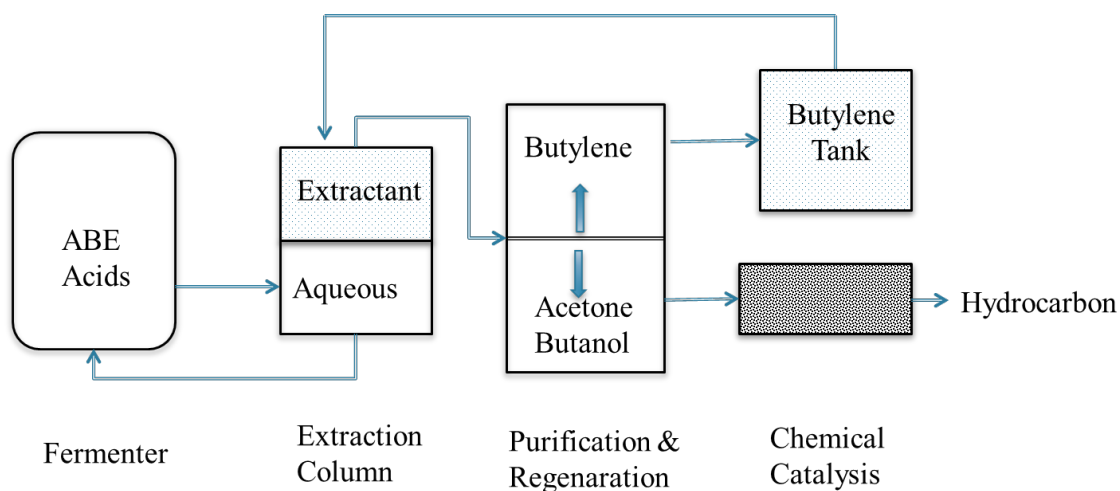 ABE
Acids
Extractant
Aqueous
Butylene
Acetone
Butanol
Butylene
Tank
Hydrocarbon
Fermenter
Extraction
Column
Purification &
Regenaration
Chemical
Catalysis